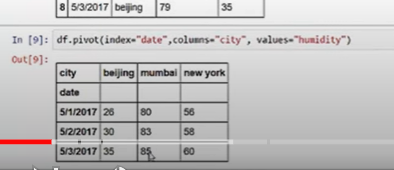 8 5/3/2017 beijing 79 35
In [9]: df.pivot(index="date",columns="city", values="humidity")
Out[9]:
city beijing mumbai new york
date
5/1/2017 26 80 56
5/2/2017 30 83 58
5/3/2017 35 85 60